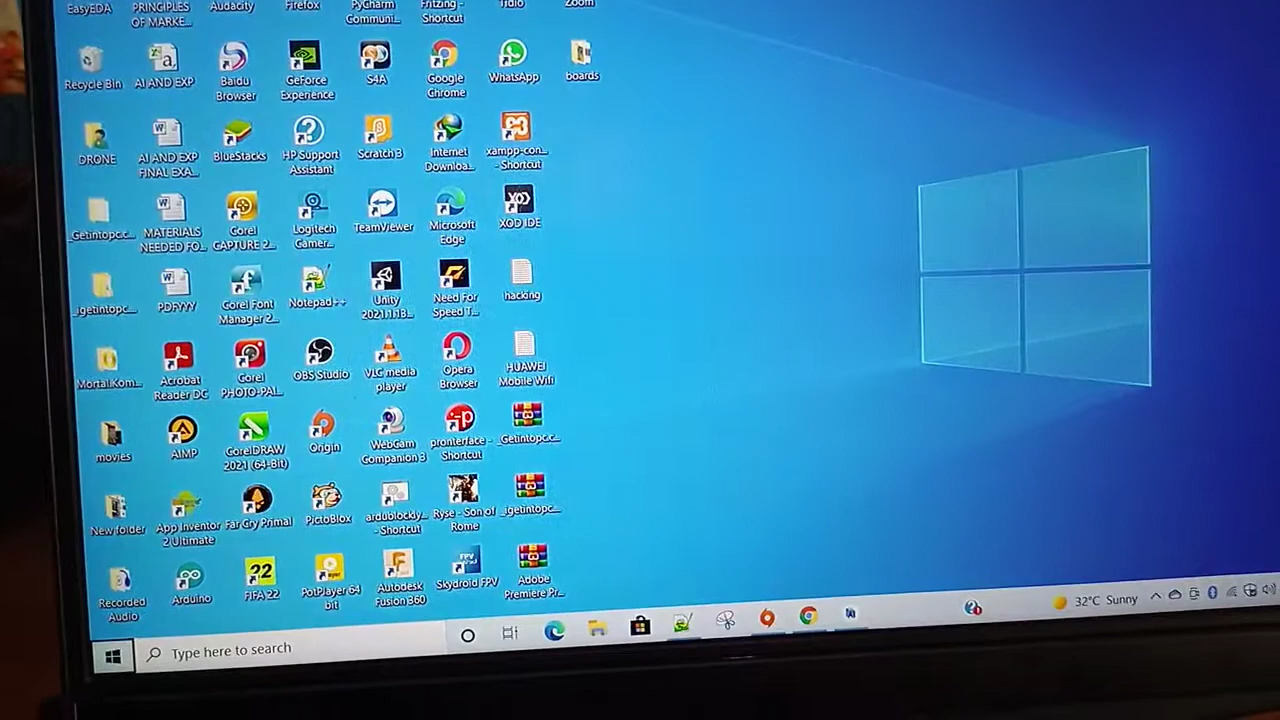 EasyEDA
PRINCIPLES
OF MARKE...
Audacity
Firefox
PyCharm
Communi...
Fritzing -
Shortcut
Tidio
Zoom
Recycle Bin
AI AND EXP
Baidu
Browser
GeForce
Experience
S4A
Google
Chrome
WhatsApp
boards
DRONE
AI AND EXP
FINAL EXA...
BlueStacks
HP Support
Assistant
Scratch 3
Internet
Downloa...
xampp-con...
- Shortcut
_Getintopc.c...
MATERIALS
NEEDED FO...
Corel
CAPTURE 2...
Logitech
Gamer...
TeamViewer
Microsoft
Edge
XOD IDE
_igetintopc...
PDFYYY
Corel Font
Manager 2...
Notepad++
Unity
2021.1.18...
Need For
Speed T...
hacking
MortalKom...
Acrobat
Reader DC
Corel
PHOTO-PAI...
OBS Studio
VLC media
player
Opera
Browser
HUAWEI
Mobile Wifi
movies
AIMP
CorelDRAW
2021 (64-Bit)
Origin
WebCam
Companion 3
pronterface -
Shortcut
_Getintopc.c...
New folder
App Inventor
2 Ultimate
Far Cry Primal
PictoBlox
ardublockly...
- Shortcut
Ryse - Son of
Rome
_igetintopc...
Recorded
Audio
Arduino
22
FIFA 22
PotPlayer 64
bit
Autodesk
Fusion 360
FPV
Skydroid FPV
Adobe
Premiere Pr...
Type here to search
32°C Sunny